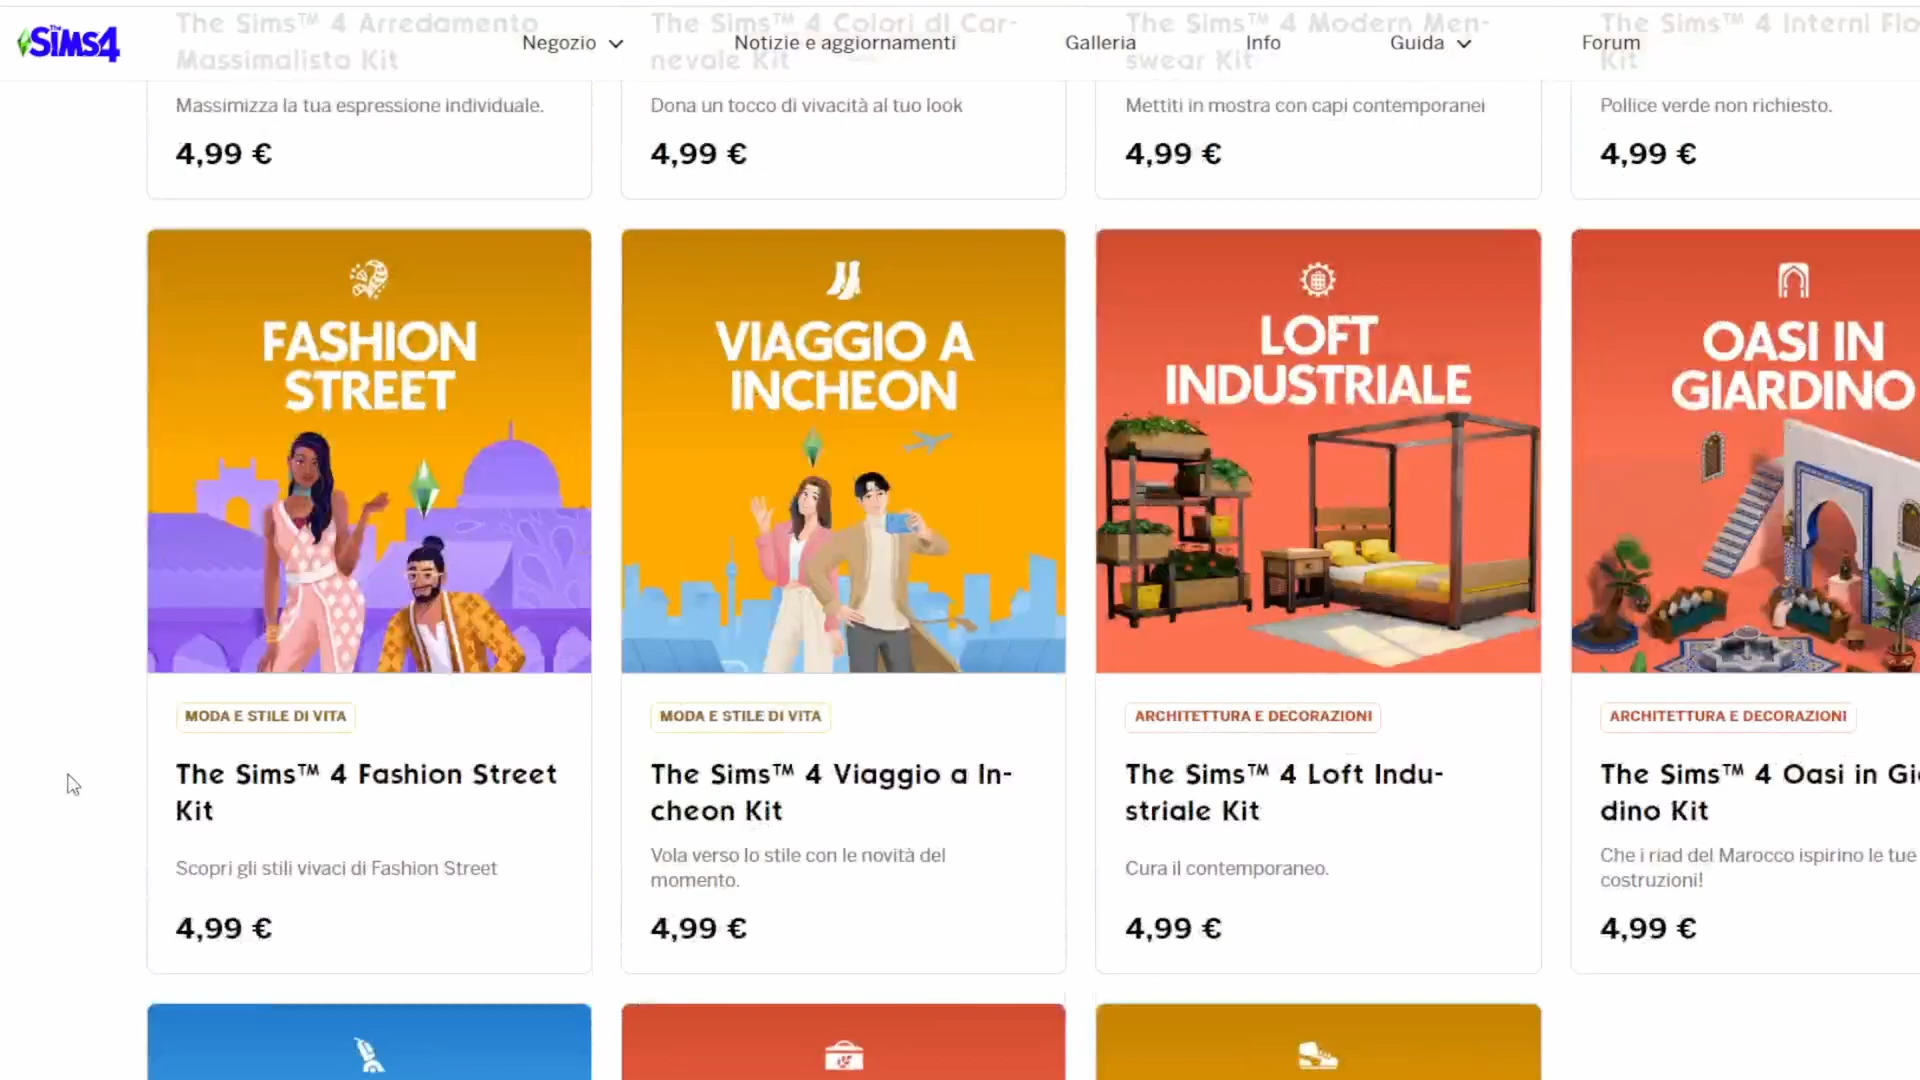 The Sims™ 4 Arredamento
Massimalista Kit
The Sims™ 4 Colori di Car-
nevale Kit
The Sims™ 4 Modern Men-
swear Kit
The Sims™ 4 Interni Flo
Kit
The SIMS4
Negozio
Notizie e aggiornamenti
Galleria
Info
Guida
Forum
Massimizza la tua espressione individuale.
4,99 €
Dona un tocco di vivacità al tuo look
4,99 €
Mettiti in mostra con capi contemporanei
4,99 €
Pollice verde non richiesto.
4,99 €
FASHION
STREET
MODA E STILE DI VITA
The Sims™ 4 Fashion Street
Kit
Scopri gli stili vivaci di Fashion Street
4,99 €
VIAGGIO A
INCHEON
MODA E STILE DI VITA
The Sims™ 4 Viaggio a In-
cheon Kit
Vola verso lo stile con le novità del
momento.
4,99 €
LOFT
INDUSTRIALE
ARCHITETTURA E DECORAZIONI
The Sims™ 4 Loft Indu-
striale Kit
Cura il contemporaneo.
4,99 €
OASI IN
GIARDINO
ARCHITETTURA E DECORAZIONI
The Sims™ 4 Oasi in Gi
dino Kit
Che i riad del Marocco ispirino le tue
costruzioni!
4,99 €